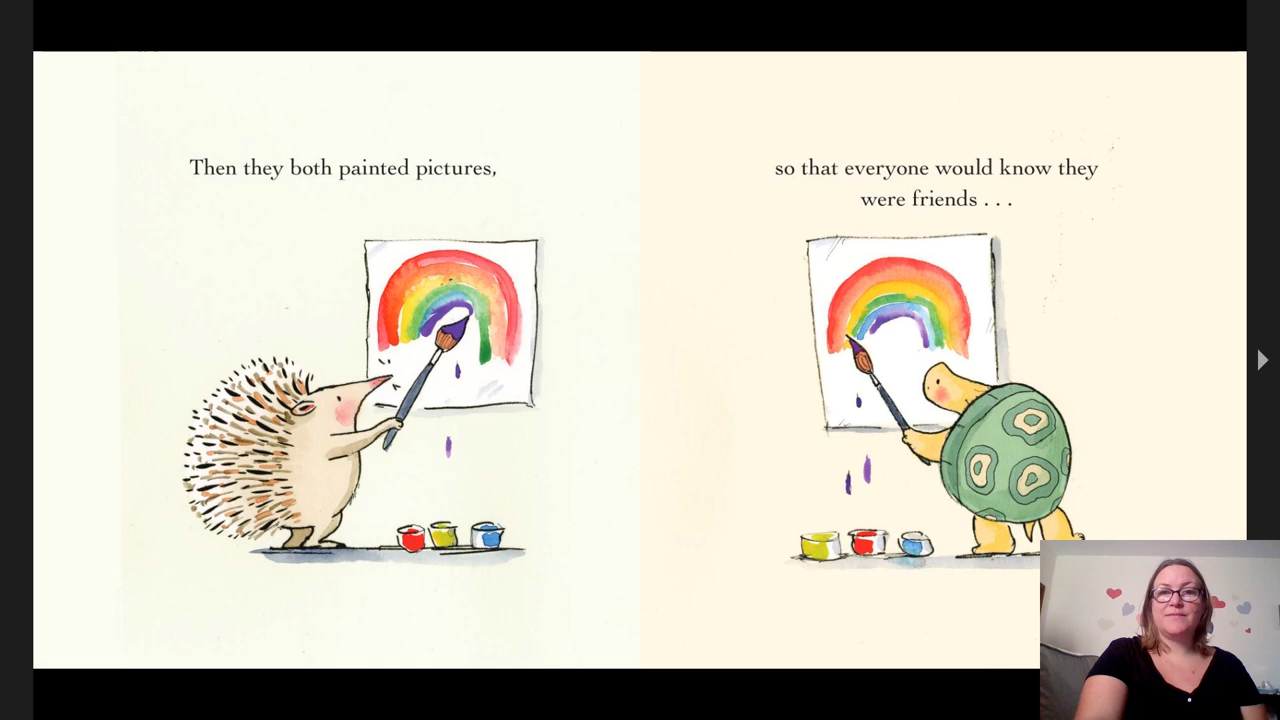 Then they both painted pictures,
so that everyone would know they
were friends . . .